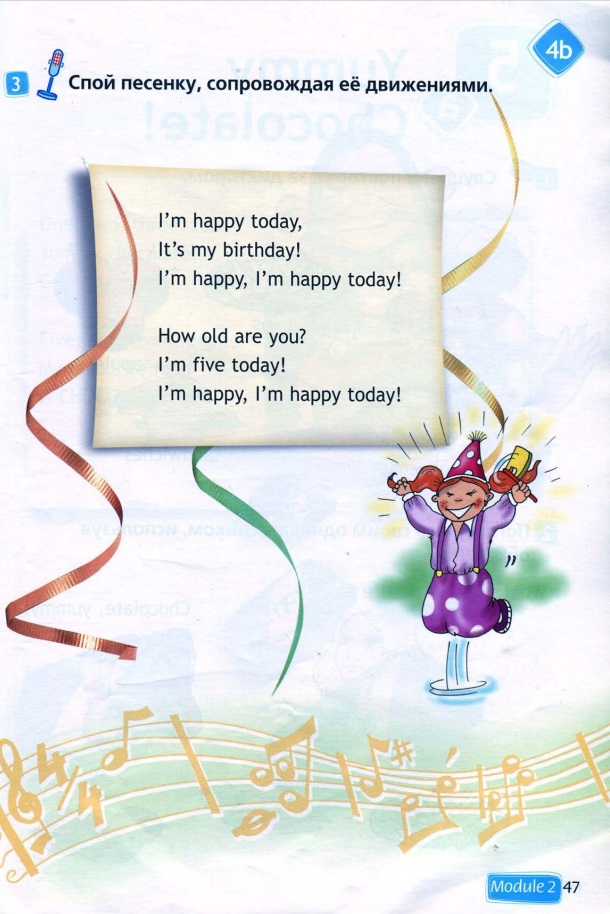 4b
3 Спой песенку, сопровождая её движениями.
I'm happy today,
It's my birthday!
I'm happy, I'm happy today!
How old are you?
I'm five today!
I'm happy, I'm happy today!
Module 2 47